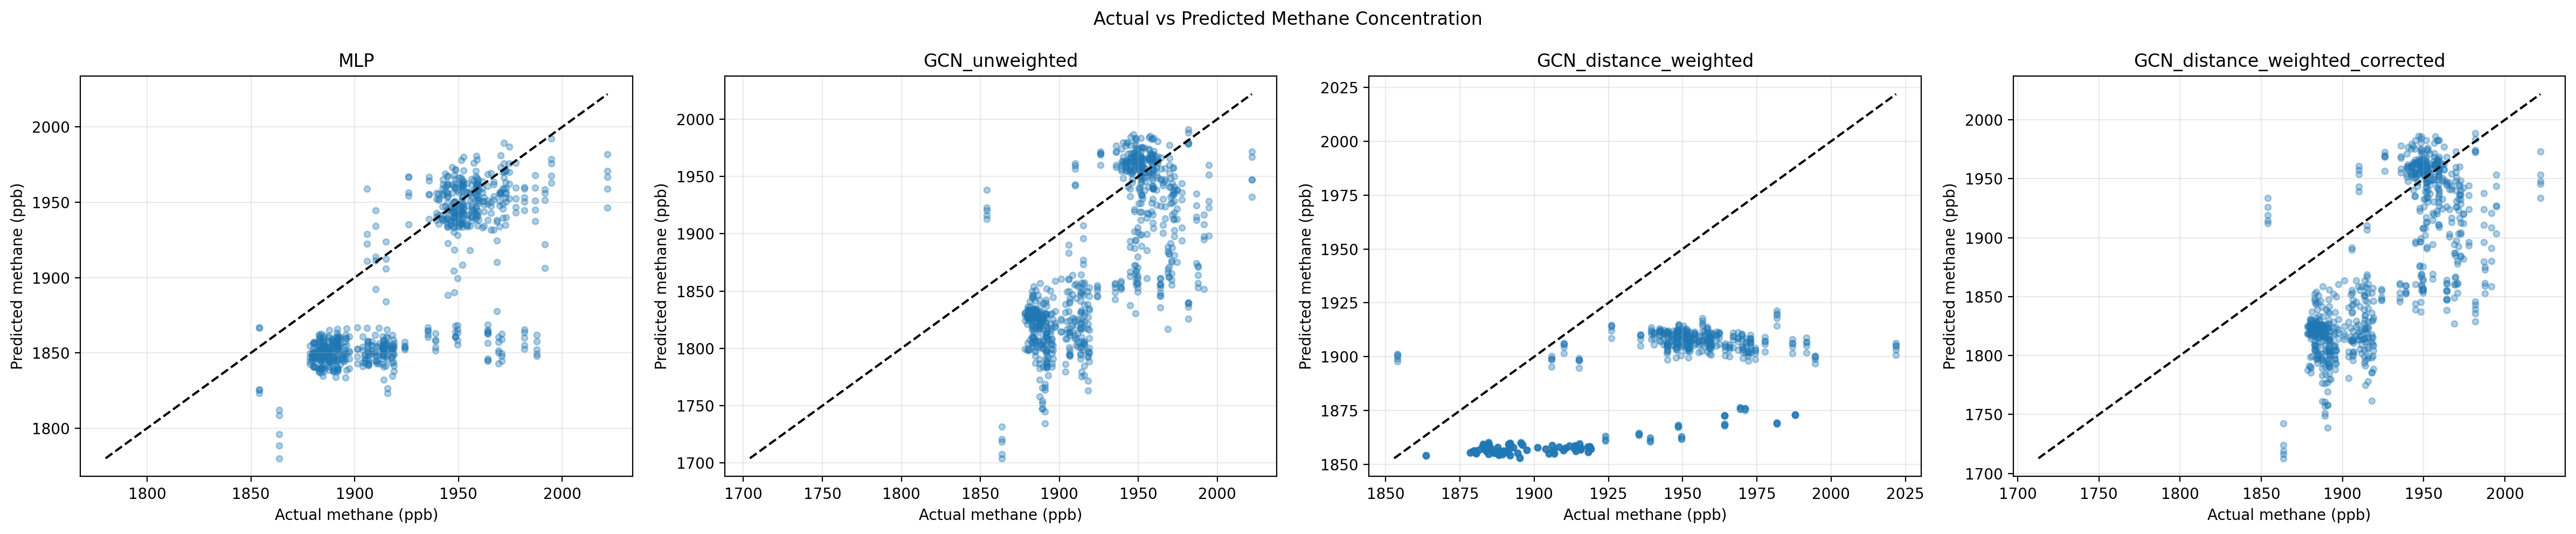 Actual vs Predicted Methane Concentration
MLP
2000
1950
1900
1850
1800
Predicted methane (ppb)
1800 1850 1900 1950 2000
Actual methane (ppb)
GCN_unweighted
2000
1950
1900
1850
1800
1750
1700
Predicted methane (ppb)
1700 1750 1800 1850 1900 1950 2000
Actual methane (ppb)
GCN_distance_weighted
2025
2000
1975
1950
1925
1900
1875
1850
Predicted methane (ppb)
1850 1875 1900 1925 1950 1975 2000 2025
Actual methane (ppb)
GCN_distance_weighted_corrected
2000
1950
1900
1850
1800
1750
1700
Predicted methane (ppb)
1700 1750 1800 1850 1900 1950 2000
Actual methane (ppb)